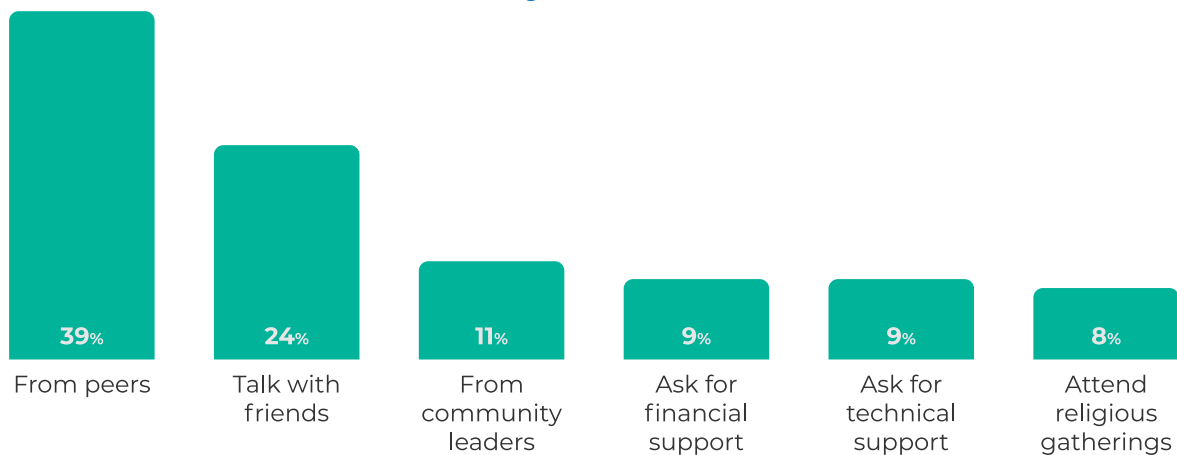 39%
24%
11%
9%
9%
8%
From peers
Talk with
friends
From
community
leaders
Ask for
financial
support
Ask for
technical
support
Attend
religious
gatherings